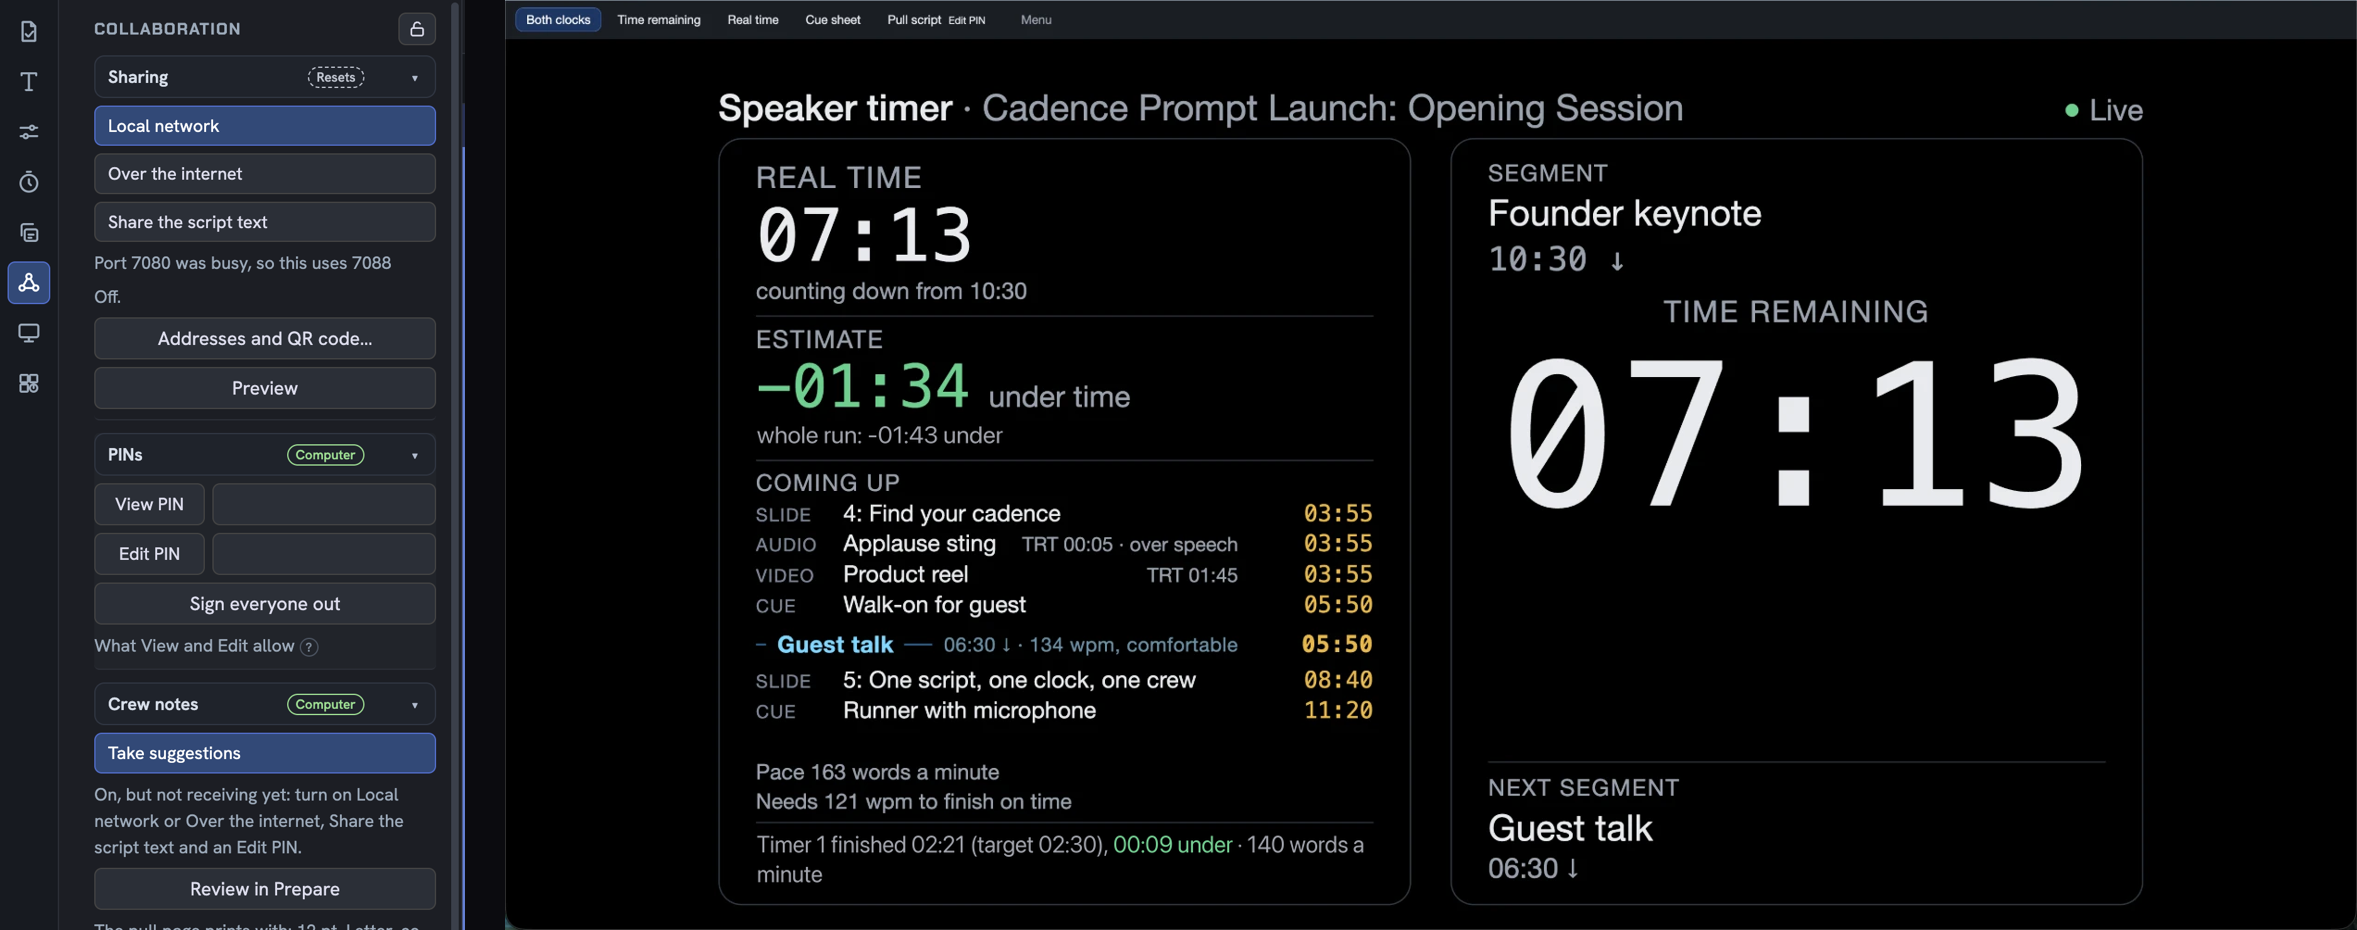 COLLABORATION
Sharing Resets
Local network
Over the internet
Share the script text
Port 7080 was busy, so this uses 7088
Off.
Addresses and QR code...
Preview
PINs Computer
View PIN
Edit PIN
Sign everyone out
What View and Edit allow ?
Crew notes Computer
Take suggestions
On, but not receiving yet: turn on Local
network or Over the internet, Share the
script text and an Edit PIN.
Review in Prepare
Both clocks Time remaining Real time Cue sheet Pull script Edit PIN Menu
Speaker timer · Cadence Prompt Launch: Opening Session
Live
REAL TIME
07:13
counting down from 10:30
ESTIMATE
−01:34 under time
whole run: -01:43 under
COMING UP
SLIDE 4: Find your cadence 03:55
AUDIO Applause sting TRT 00:05 · over speech 03:55
VIDEO Product reel TRT 01:45 03:55
CUE Walk-on for guest 05:50
– Guest talk — 06:30 ↓ · 134 wpm, comfortable 05:50
SLIDE 5: One script, one clock, one crew 08:40
CUE Runner with microphone 11:20
Pace 163 words a minute
Needs 121 wpm to finish on time
Timer 1 finished 02:21 (target 02:30), 00:09 under · 140 words a
minute
SEGMENT
Founder keynote
10:30 ↓
TIME REMAINING
07:13
NEXT SEGMENT
Guest talk
06:30 ↓